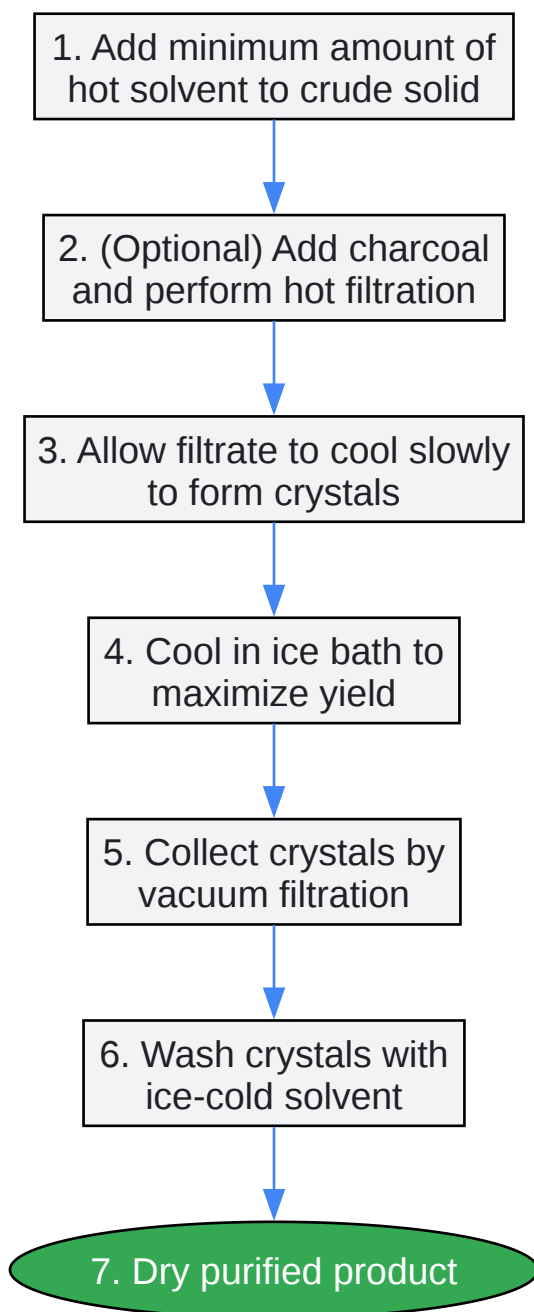 1. Add minimum amount of
hot solvent to crude solid
2. (Optional) Add charcoal
and perform hot filtration
3. Allow filtrate to cool slowly
to form crystals
4. Cool in ice bath to
maximize yield
5. Collect crystals by
vacuum filtration
6. Wash crystals with
ice-cold solvent
7. Dry purified product